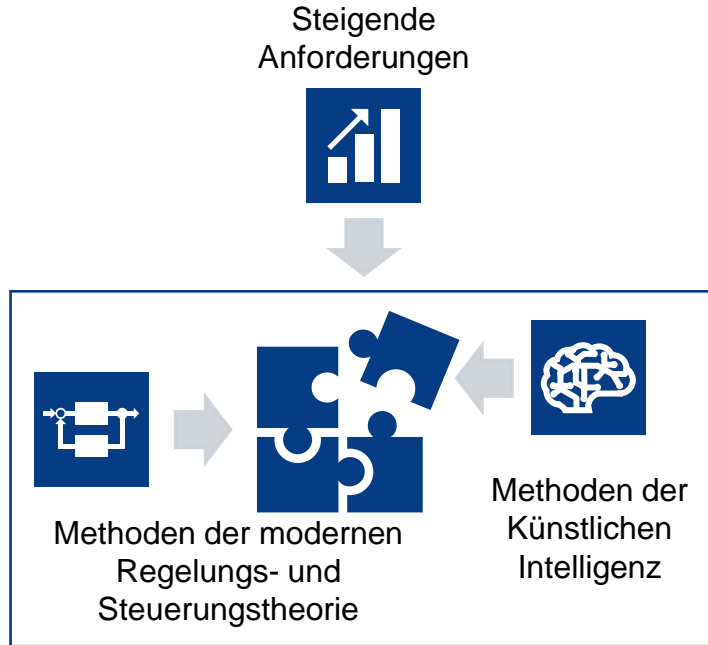 Steigende
Anforderungen
Methoden der modernen
Regelungs- und
Steuerungstheorie
Methoden der
Künstlichen
Intelligenz